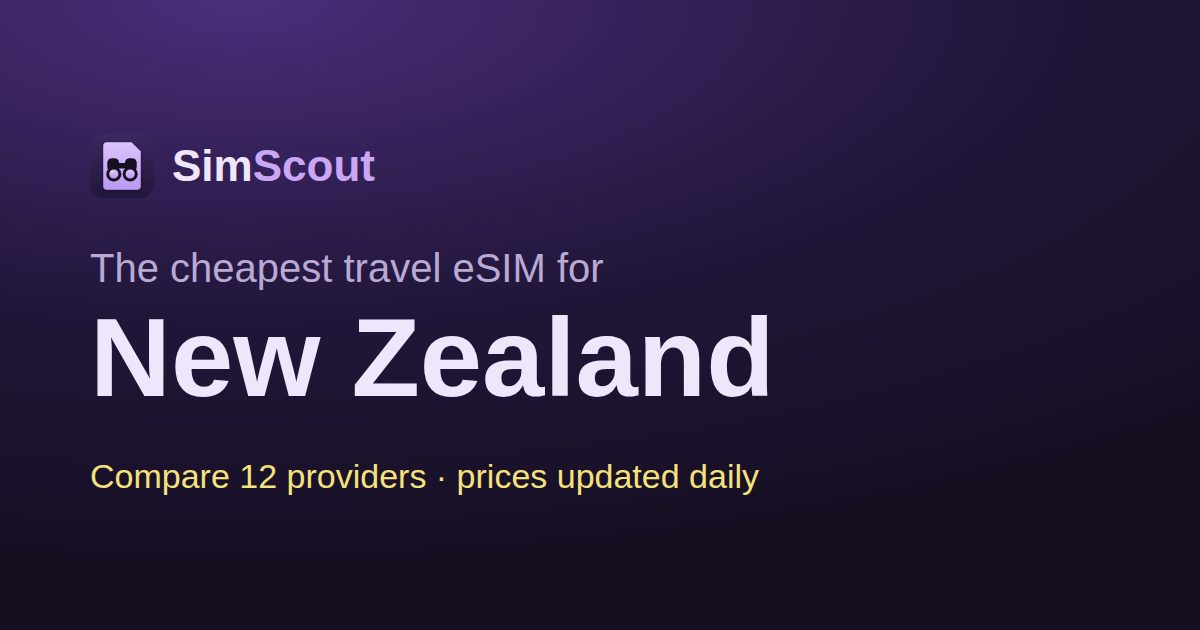 SimScout
The cheapest travel eSIM for
New Zealand
Compare 12 providers · prices updated daily